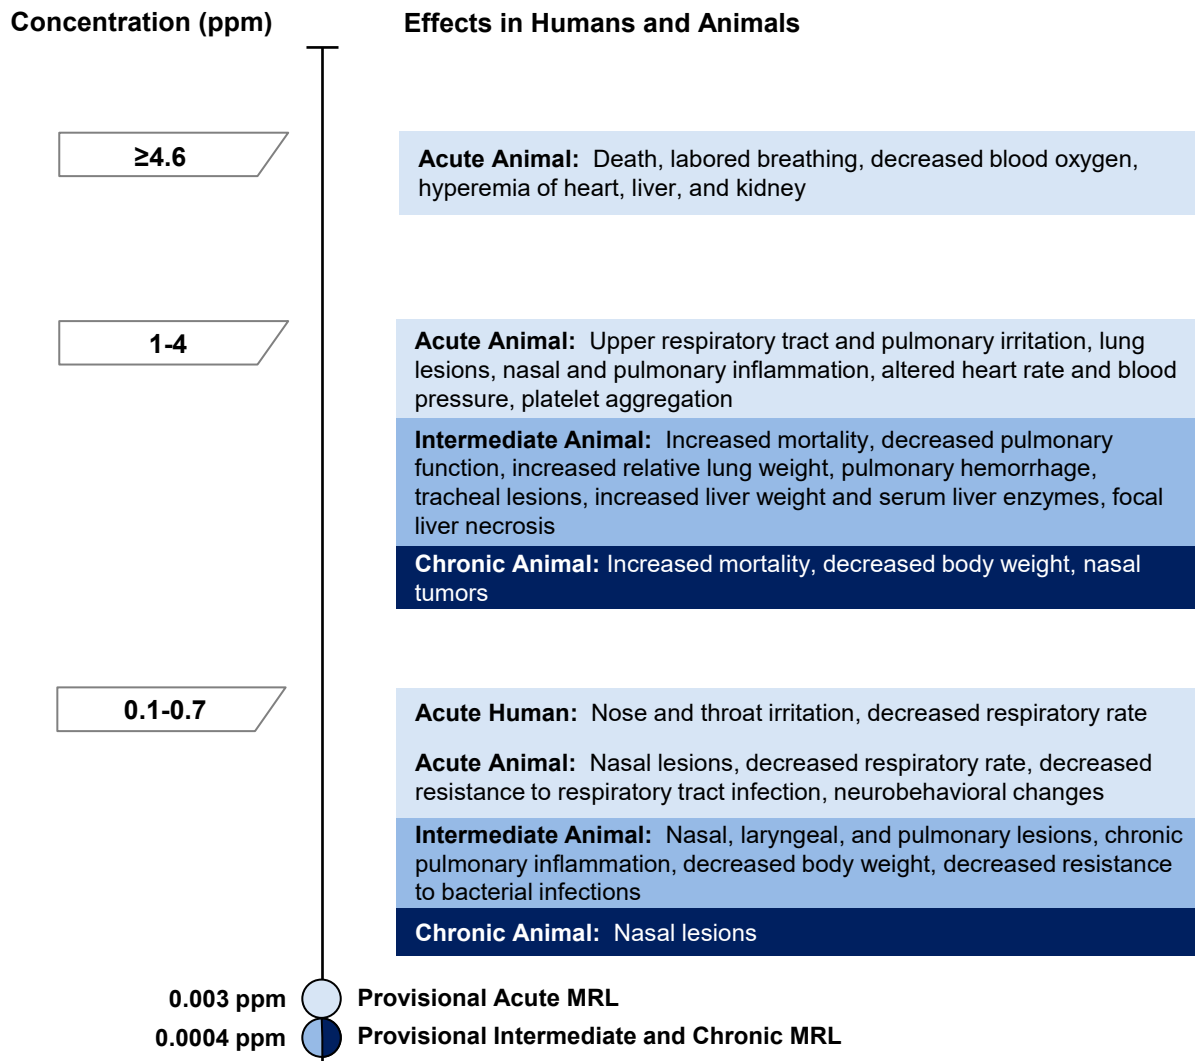 Concentration (ppm)
Effects in Humans and Animals
≥4.6
Acute Animal: Death, labored breathing, decreased blood oxygen,
hyperemia of heart, liver, and kidney
1-4
Acute Animal: Upper respiratory tract and pulmonary irritation, lung
lesions, nasal and pulmonary inflammation, altered heart rate and blood
pressure, platelet aggregation
Intermediate Animal: Increased mortality, decreased pulmonary
function, increased relative lung weight, pulmonary hemorrhage,
tracheal lesions, increased liver weight and serum liver enzymes, focal
liver necrosis
Chronic Animal: Increased mortality, decreased body weight, nasal
tumors
0.1-0.7
Acute Human: Nose and throat irritation, decreased respiratory rate
Acute Animal: Nasal lesions, decreased respiratory rate, decreased
resistance to respiratory tract infection, neurobehavioral changes
Intermediate Animal: Nasal, laryngeal, and pulmonary lesions, chronic
pulmonary inflammation, decreased body weight, decreased resistance
to bacterial infections
Chronic Animal: Nasal lesions
0.003 ppm
Provisional Acute MRL
0.0004 ppm
Provisional Intermediate and Chronic MRL